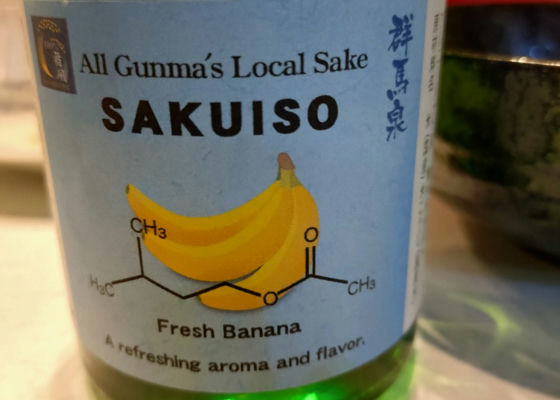 All Gunma's Local Sake
SAKUISO
群馬泉
CH₃
O
H₃C
O
CH₃
Fresh Banana
A refreshing aroma and flavor.